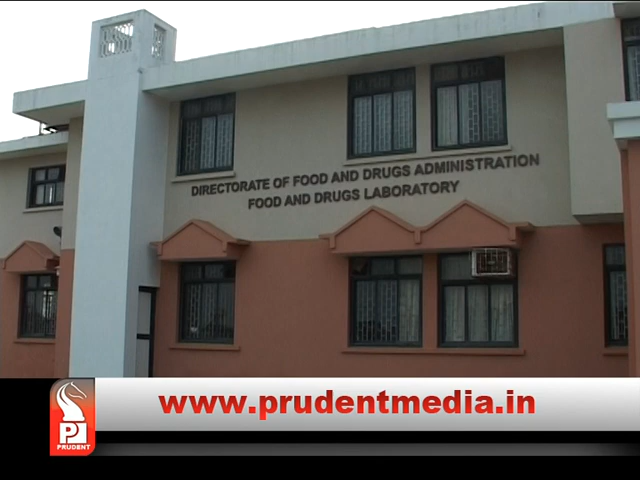 DIRECTORATE OF FOOD AND DRUGS ADMINISTRATION
FOOD AND DRUGS LABORATORY
www.prudentmedia.in
P
PRUDENT